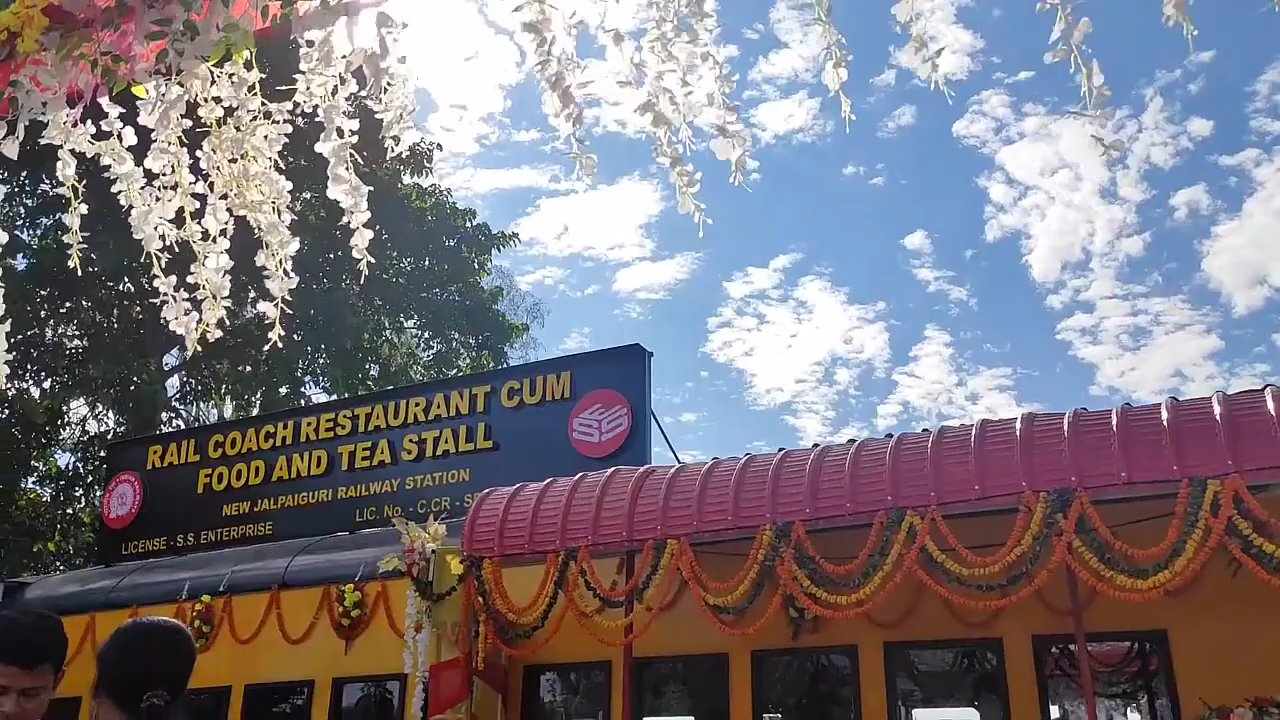 RAIL COACH RESTAURANT CUM
FOOD AND TEA STALL
NEW JALPAIGURI RAILWAY STATION
LICENSE - S.S. ENTERPRISE
LIC. No. - C.CR -